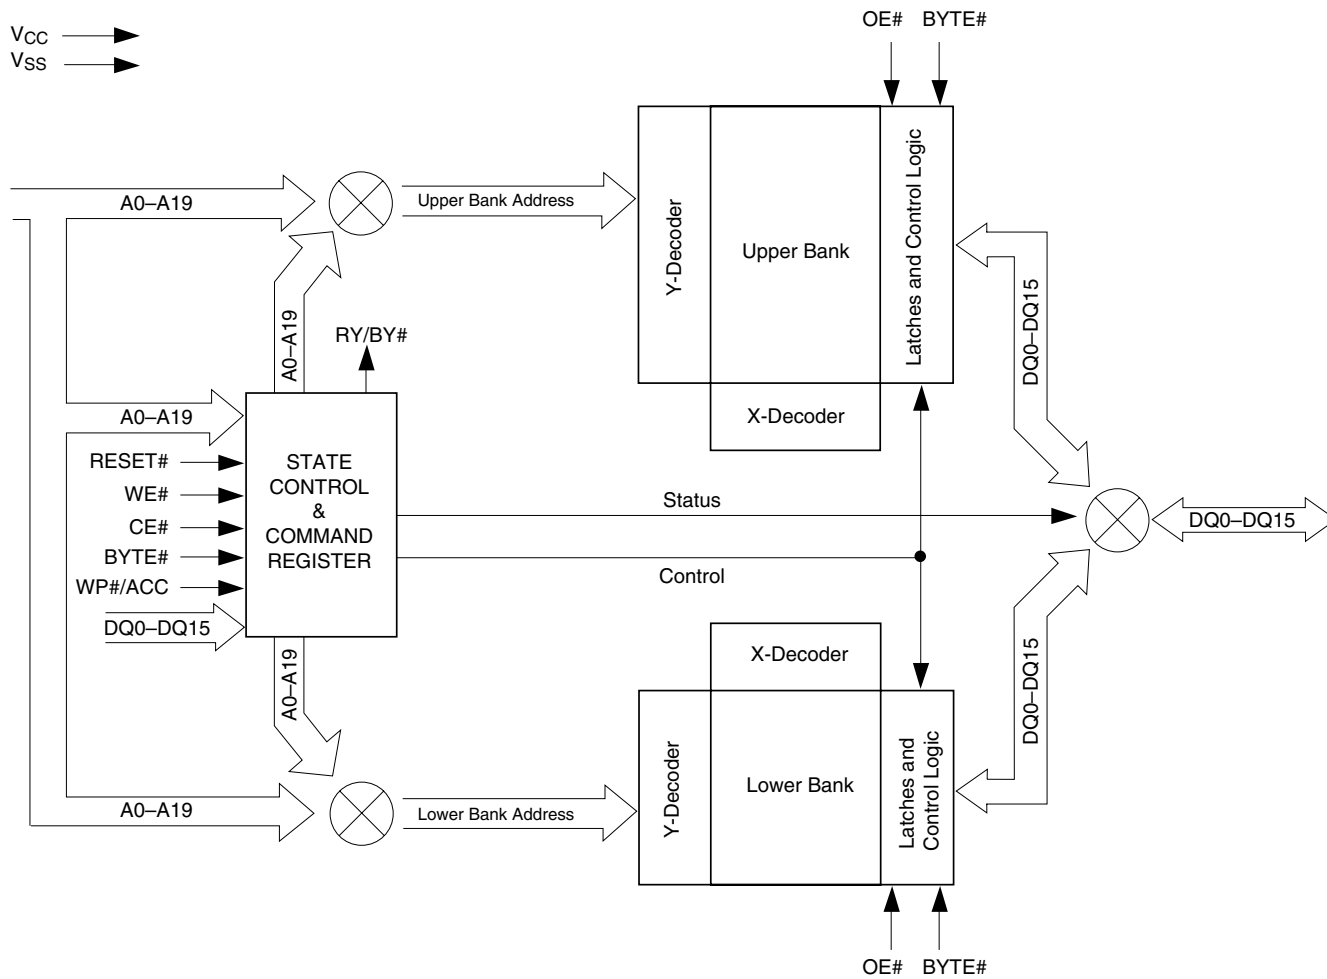 OE# BYTE#
VCC
VSS
A0–A19
Upper Bank Address
Y-Decoder
Upper Bank
Latches and Control Logic
X-Decoder
DQ0–DQ15
A0–A19
RY/BY#
A0–A19
RESET#
WE#
CE#
BYTE#
WP#/ACC
DQ0–DQ15
STATE
CONTROL
&
COMMAND
REGISTER
Status
Control
DQ0–DQ15
A0–A19
X-Decoder
Y-Decoder
Lower Bank
Latches and
Control Logic
DQ0–DQ15
A0–A19
Lower Bank Address
OE# BYTE#